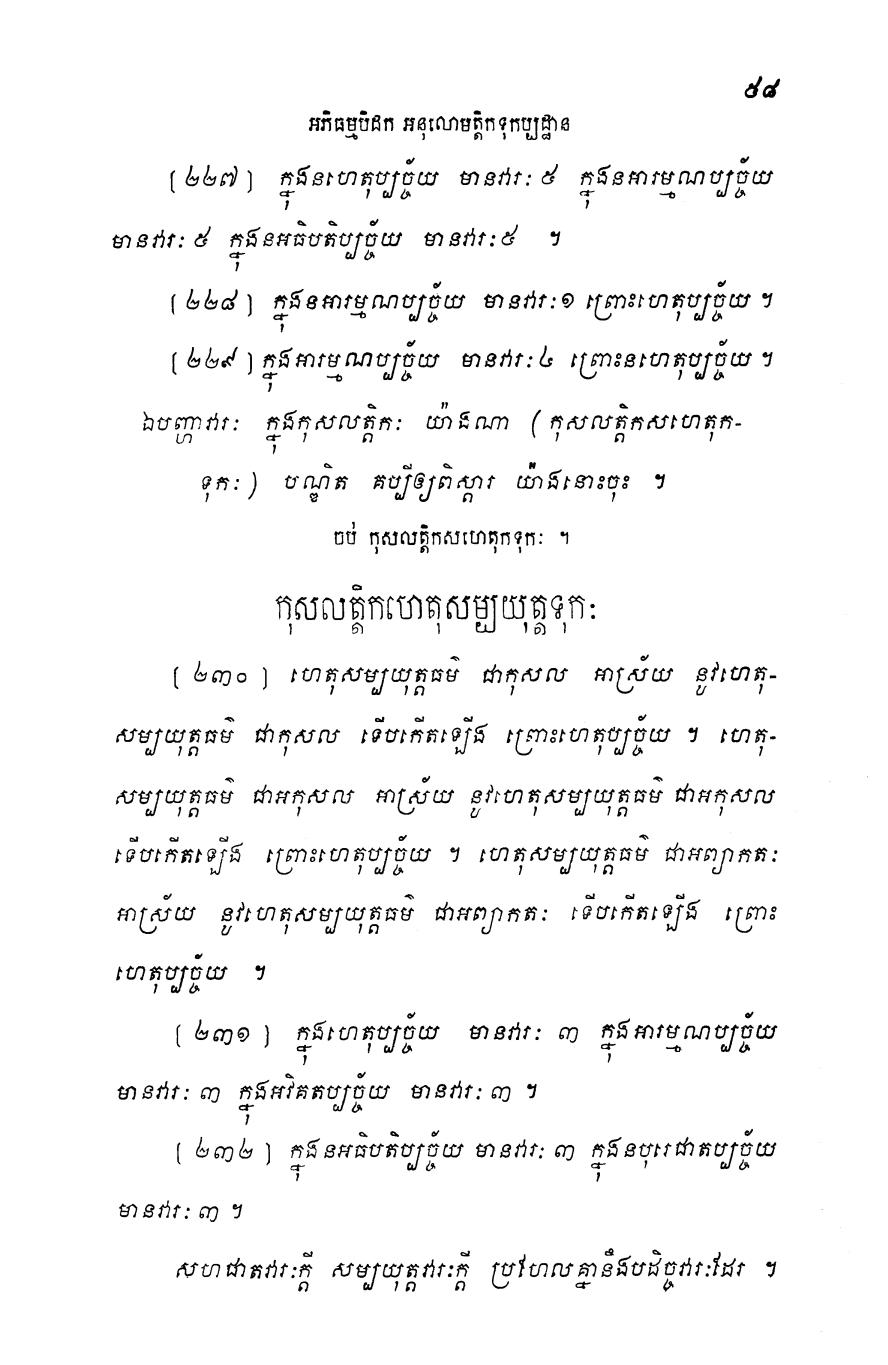 ៥៨
អភិធម្មបិដក អនុលោមត្តិកទុកប្បដ្ឋាន
(២២៧) ក្នុងនហេតុប្បច្ច័យ មានវារៈ ៥ ក្នុងនអារម្មណប្បច្ច័យ
មានវារៈ ៥ ក្នុងនអធិបតិប្បច្ច័យ មានវារៈ៥ ។
(២២៨) ក្នុងនអារម្មណប្បច្ច័យ មានវារៈ១ ព្រោះហេតុប្បច្ច័យ ។
(២២៩) ក្នុងអារម្មណប្បច្ច័យ មានវារៈ៤ ព្រោះនហេតុប្បច្ច័យ ។
ឯបញ្ហាវារៈ ក្នុងកុសលត្តិកៈ យ៉ាងណា (កុសលត្តិកសហេតុក-
ទុកៈ) បណ្ឌិត គប្បីឲ្យពិស្តារ យ៉ាងនោះចុះ ។
ចប់ កុសលត្តិកសហេតុកទុកៈ ។
កុសលត្តិកហេតុសម្បយុត្តទុកៈ
(២៣០) ហេតុសម្បយុត្តធម៌ ជាកុសល អាស្រ័យ នូវហេតុ-
សម្បយុត្តធម៌ ជាកុសល ទើបកើតឡើង ព្រោះហេតុប្បច្ច័យ ។ ហេតុ-
សម្បយុត្តធម៌ ជាអកុសល អាស្រ័យ នូវហេតុសម្បយុត្តធម៌ ជាអកុសល
ទើបកើតឡើង ព្រោះហេតុប្បច្ច័យ ។ ហេតុសម្បយុត្តធម៌ ជាអព្យាកតៈ
អាស្រ័យ នូវហេតុសម្បយុត្តធម៌ ជាអព្យាកតៈ ទើបកើតឡើង ព្រោះ
ហេតុប្បច្ច័យ ។
(២៣១) ក្នុងហេតុប្បច្ច័យ មានវារៈ ៣ ក្នុងអារម្មណប្បច្ច័យ
មានវារៈ ៣ ក្នុងអវិគតប្បច្ច័យ មានវារៈ ៣ ។
(២៣២) ក្នុងនអធិបតិប្បច្ច័យ មានវារៈ ៣ ក្នុងនបុរេជាតប្បច្ច័យ
មានវារៈ ៣ ។
សហជាតវារៈក្តី សម្បយុត្តវារៈក្តី ប្រហែលគ្នានឹងបដិច្ចវារៈដែរ ។